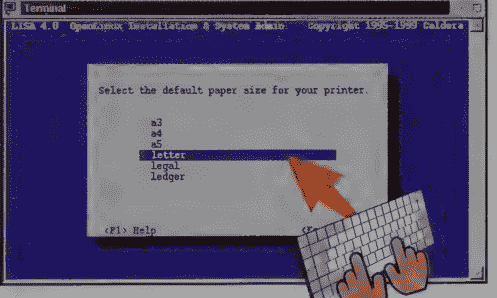 Terminal
LISA 4.0 OpenLinux Installation & System Admin Copyright 1995-1999 Caldera
Select the default paper size for your printer.
a3
a4
a5
letter
legal
ledger
<F1> Help